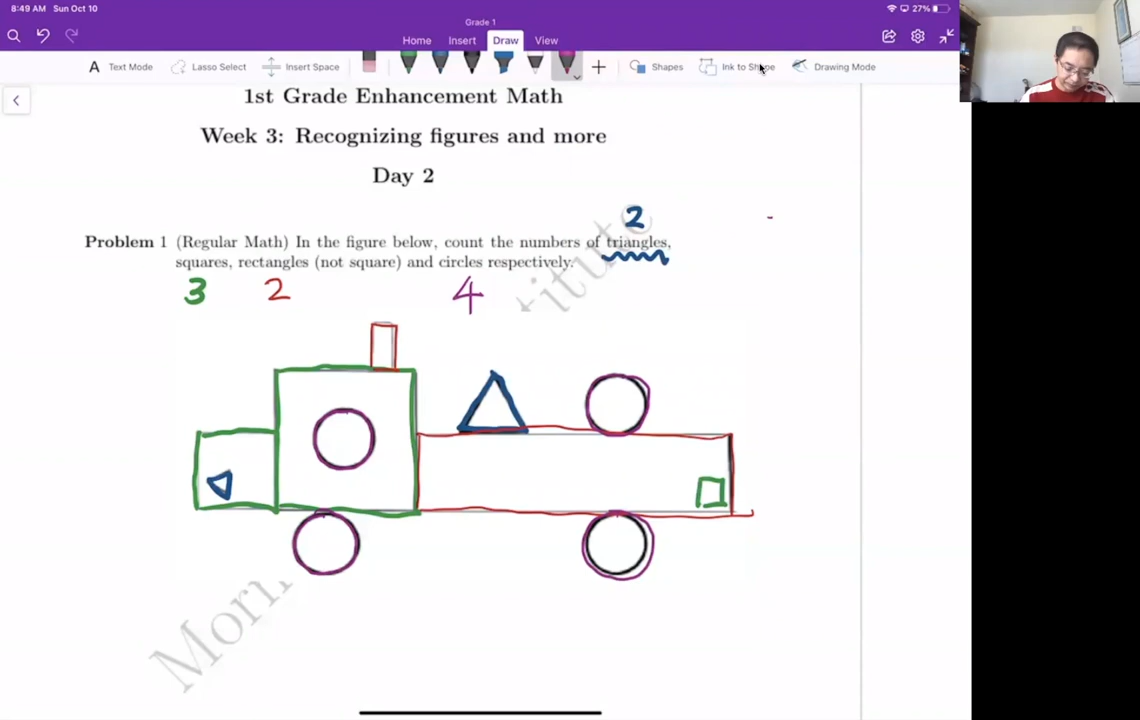 8:49 AM Sun Oct 10
27%
Grade 1
Home Insert Draw View
Text Mode Lasso Select Insert Space Shapes Ink to Shape Drawing Mode
1st Grade Enhancement Math
Week 3: Recognizing figures and more
Day 2
2
Problem 1 (Regular Math) In the figure below, count the numbers of triangles,
squares, rectangles (not square) and circles respectively.
3 2 4